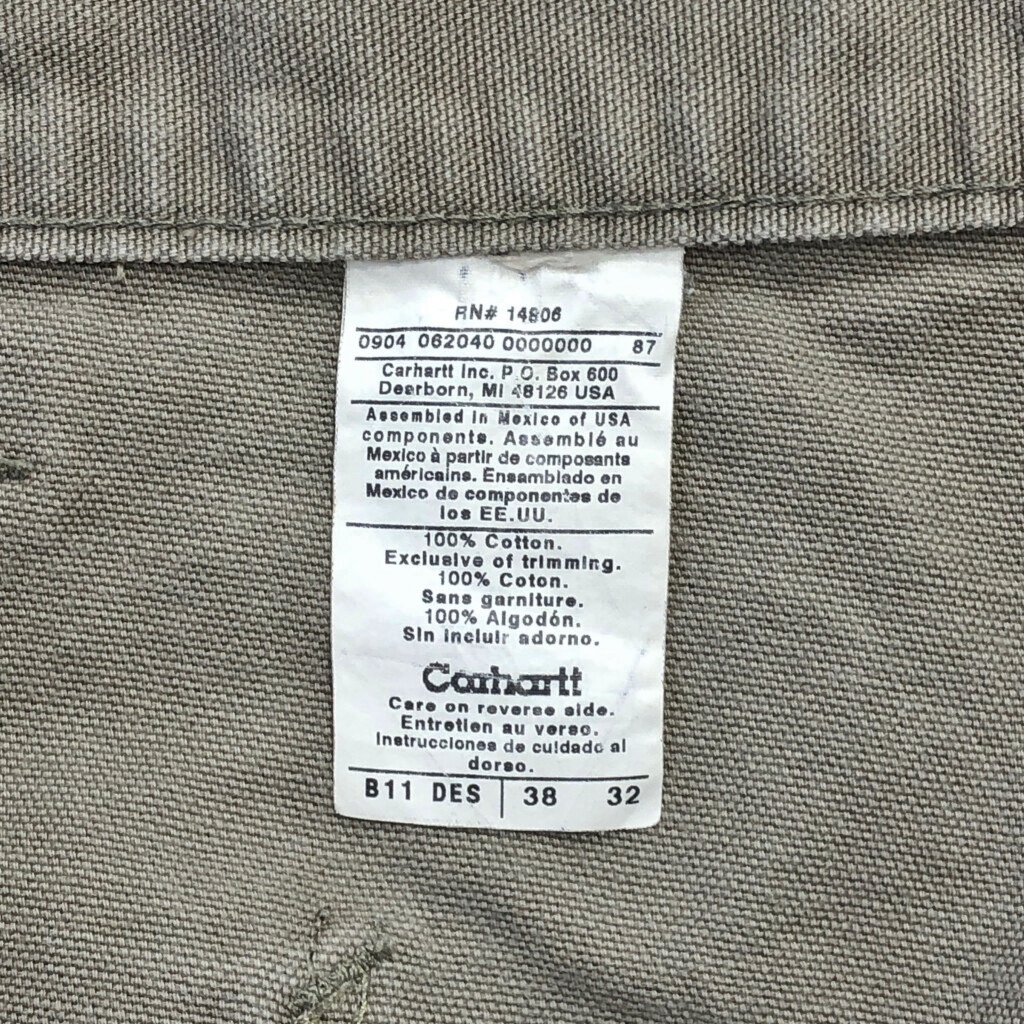 RN# 14806
0904 062040 0000000 87
Carhartt Inc. P.O. Box 600
Dearborn, MI 48126 USA
Assembled in Mexico of USA
components. Assemblé au
Mexico à partir de composants
américains. Ensamblado en
Mexico de componentes de
los EE.UU.
100% Cotton.
Exclusive of trimming.
100% Coton.
Sans garniture.
100% Algodón.
Sin incluir adorno.
Carhartt
Care on reverse side.
Entretien au verso.
Instrucciones de cuidado al
dorso.
B11 DES 38 32